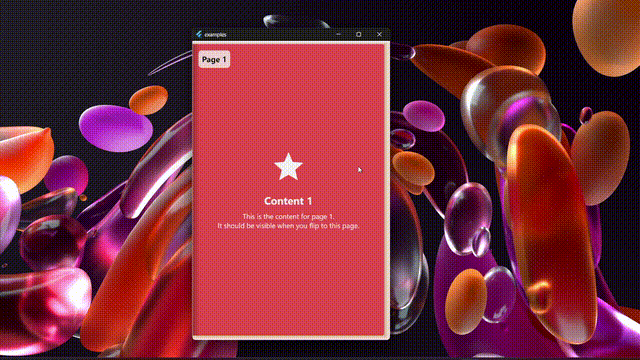 examples
Page 1
Content 1
This is the content for page 1.
It should be visible when you flip to this page.